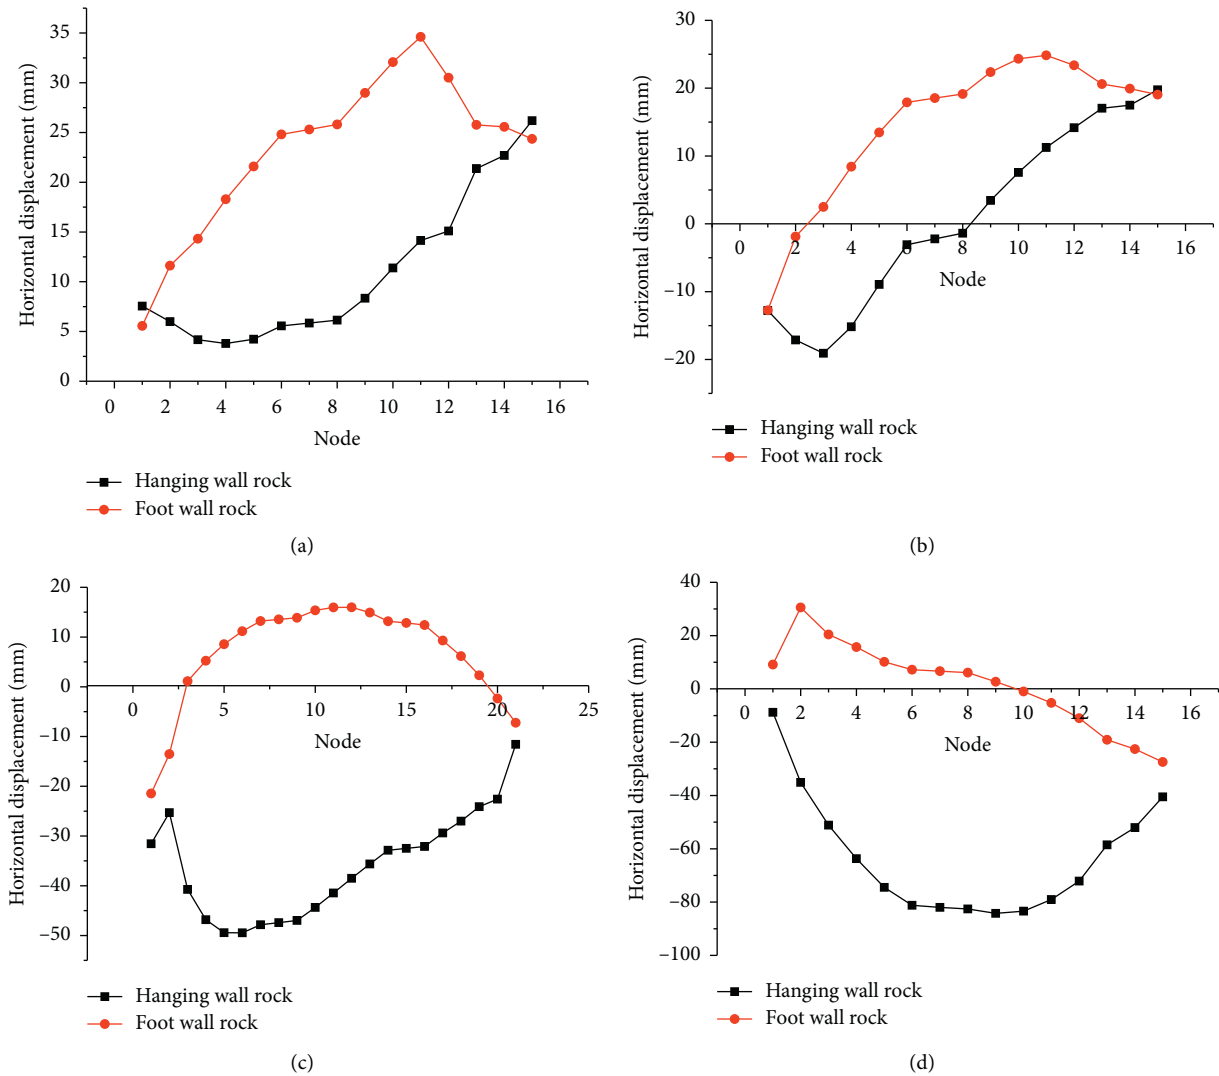 35
30
25
20
15
10
5
0
Horizontal displacement (mm)
0 2 4 6 8 10 12 14 16
Node
Hanging wall rock
Foot wall rock
(a)
30
20
10
0
–10
–20
Horizontal displacement (mm)
0 2 4 6 8 10 12 14 16
Node
Hanging wall rock
Foot wall rock
(b)
20
10
0
–10
–20
–30
–40
–50
Horizontal displacement (mm)
0 5 10 15 20 25
Node
Hanging wall rock
Foot wall rock
(c)
40
20
0
–20
–40
–60
–80
–100
Horizontal displacement (mm)
0 2 4 6 8 10 12 14 16
Node
Hanging wall rock
Foot wall rock
(d)